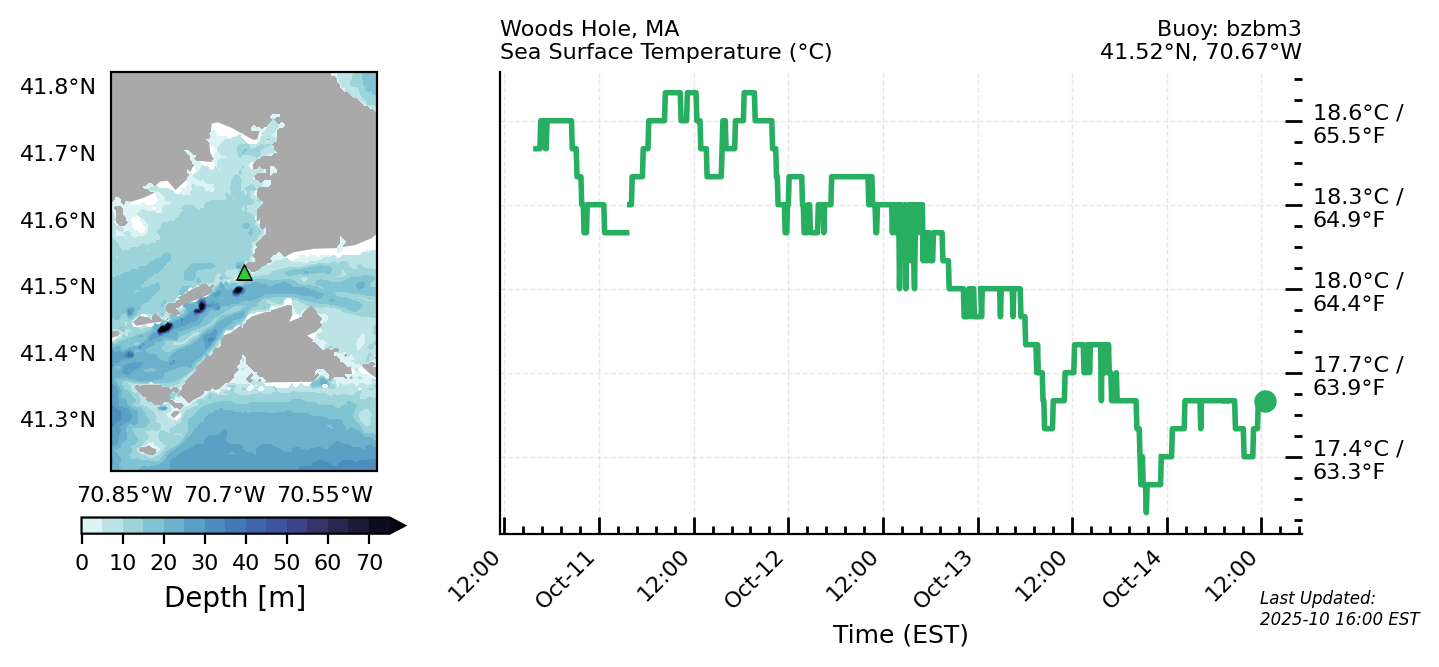 Woods Hole, MA
Sea Surface Temperature (°C)
Buoy: bzbm3
41.52°N, 70.67°W
41.8°N
41.7°N
41.6°N
41.5°N
41.4°N
41.3°N
70.85°W 70.7°W 70.55°W
0 10 20 30 40 50 60 70
Depth [m]
18.6°C /
65.5°F
18.3°C /
64.9°F
18.0°C /
64.4°F
17.7°C /
63.9°F
17.4°C /
63.3°F
12:00
Oct-11
12:00
Oct-12
12:00
Oct-13
12:00
Oct-14
12:00
Time (EST)
Last Updated:
2025-10 16:00 EST